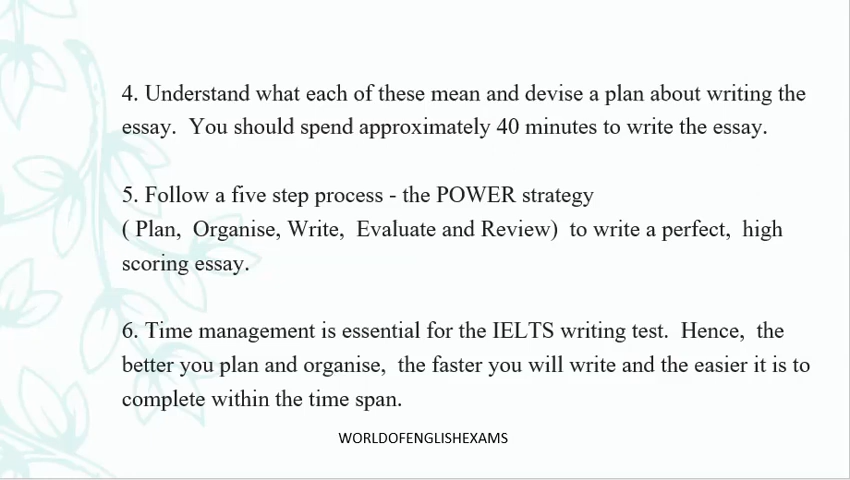 4. Understand what each of these mean and devise a plan about writing the
essay.  You should spend approximately 40 minutes to write the essay.
5. Follow a five step process - the POWER strategy
( Plan,  Organise, Write,  Evaluate and Review)  to write a perfect,  high
scoring essay.
6. Time management is essential for the IELTS writing test.  Hence,  the
better you plan and organise,  the faster you will write and the easier it is to
complete within the time span.
WORLDOFENGLISHEXAMS